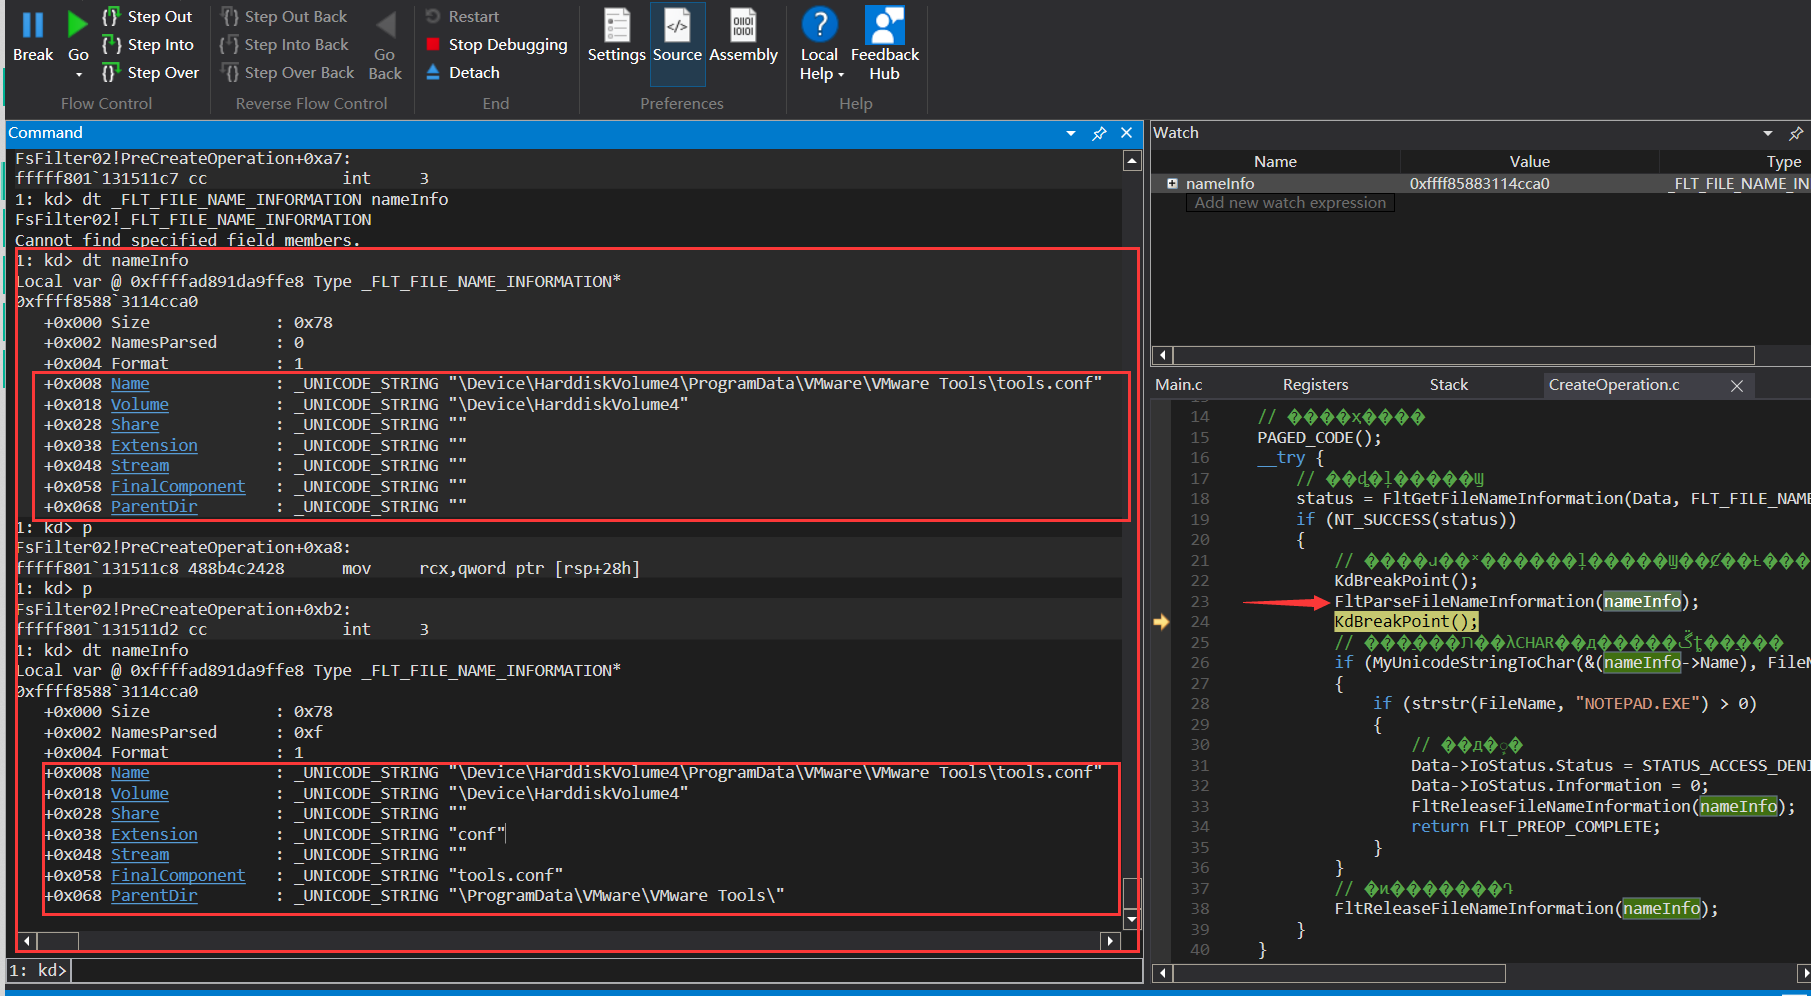 Break
Go
Step Out
Step Into
Step Over
Flow Control
Step Out Back
Step Into Back
Step Over Back
Go
Back
Reverse Flow Control
Restart
Stop Debugging
Detach
End
Settings
Source
Assembly
Preferences
Local
Help
Feedback
Hub
Help
Command
FsFilter02!PreCreateOperation+0xa7:
fffff801`131511c7 cc int 3
1: kd> dt _FLT_FILE_NAME_INFORMATION nameInfo
FsFilter02!_FLT_FILE_NAME_INFORMATION
Cannot find specified field members.
1: kd> dt nameInfo
Local var @ 0xffffad891da9ffe8 Type _FLT_FILE_NAME_INFORMATION*
0xffff8588`3114cca0
+0x000 Size : 0x78
+0x002 NamesParsed : 0
+0x004 Format : 1
+0x008 Name : _UNICODE_STRING "\Device\HarddiskVolume4\ProgramData\VMware\VMware Tools\tools.conf"
+0x018 Volume : _UNICODE_STRING "\Device\HarddiskVolume4"
+0x028 Share : _UNICODE_STRING ""
+0x038 Extension : _UNICODE_STRING ""
+0x048 Stream : _UNICODE_STRING ""
+0x058 FinalComponent : _UNICODE_STRING ""
+0x068 ParentDir : _UNICODE_STRING ""
1: kd> p
FsFilter02!PreCreateOperation+0xa8:
fffff801`131511c8 488b4c2428 mov rcx,qword ptr [rsp+28h]
1: kd> p
FsFilter02!PreCreateOperation+0xb2:
fffff801`131511d2 cc int 3
1: kd> dt nameInfo
Local var @ 0xffffad891da9ffe8 Type _FLT_FILE_NAME_INFORMATION*
0xffff8588`3114cca0
+0x000 Size : 0x78
+0x002 NamesParsed : 0xf
+0x004 Format : 1
+0x008 Name : _UNICODE_STRING "\Device\HarddiskVolume4\ProgramData\VMware\VMware Tools\tools.conf"
+0x018 Volume : _UNICODE_STRING "\Device\HarddiskVolume4"
+0x028 Share : _UNICODE_STRING ""
+0x038 Extension : _UNICODE_STRING "conf"
+0x048 Stream : _UNICODE_STRING ""
+0x058 FinalComponent : _UNICODE_STRING "tools.conf"
+0x068 ParentDir : _UNICODE_STRING "\ProgramData\VMware\VMware Tools\"
1: kd>
Watch
Name Value Type
nameInfo 0xffff85883114cca0 _FLT_FILE_NAME_IN
Add new watch expression
Main.c Registers Stack CreateOperation.c
14 //
15 PAGED_CODE();
16 __try {
17 //
18 status = FltGetFileNameInformation(Data, FLT_FILE_NAME
19 if (NT_SUCCESS(status))
20 {
21 //
22 KdBreakPoint();
23 FltParseFileNameInformation(nameInfo);
24 KdBreakPoint();
25 // CHAR
26 if (MyUnicodeStringToChar(&(nameInfo->Name), FileN
27 {
28 if (strstr(FileName, "NOTEPAD.EXE") > 0)
29 {
30 //
31 Data->IoStatus.Status = STATUS_ACCESS_DENI
32 Data->IoStatus.Information = 0;
33 FltReleaseFileNameInformation(nameInfo);
34 return FLT_PREOP_COMPLETE;
35 }
36 }
37 //
38 FltReleaseFileNameInformation(nameInfo);
39 }
40 }